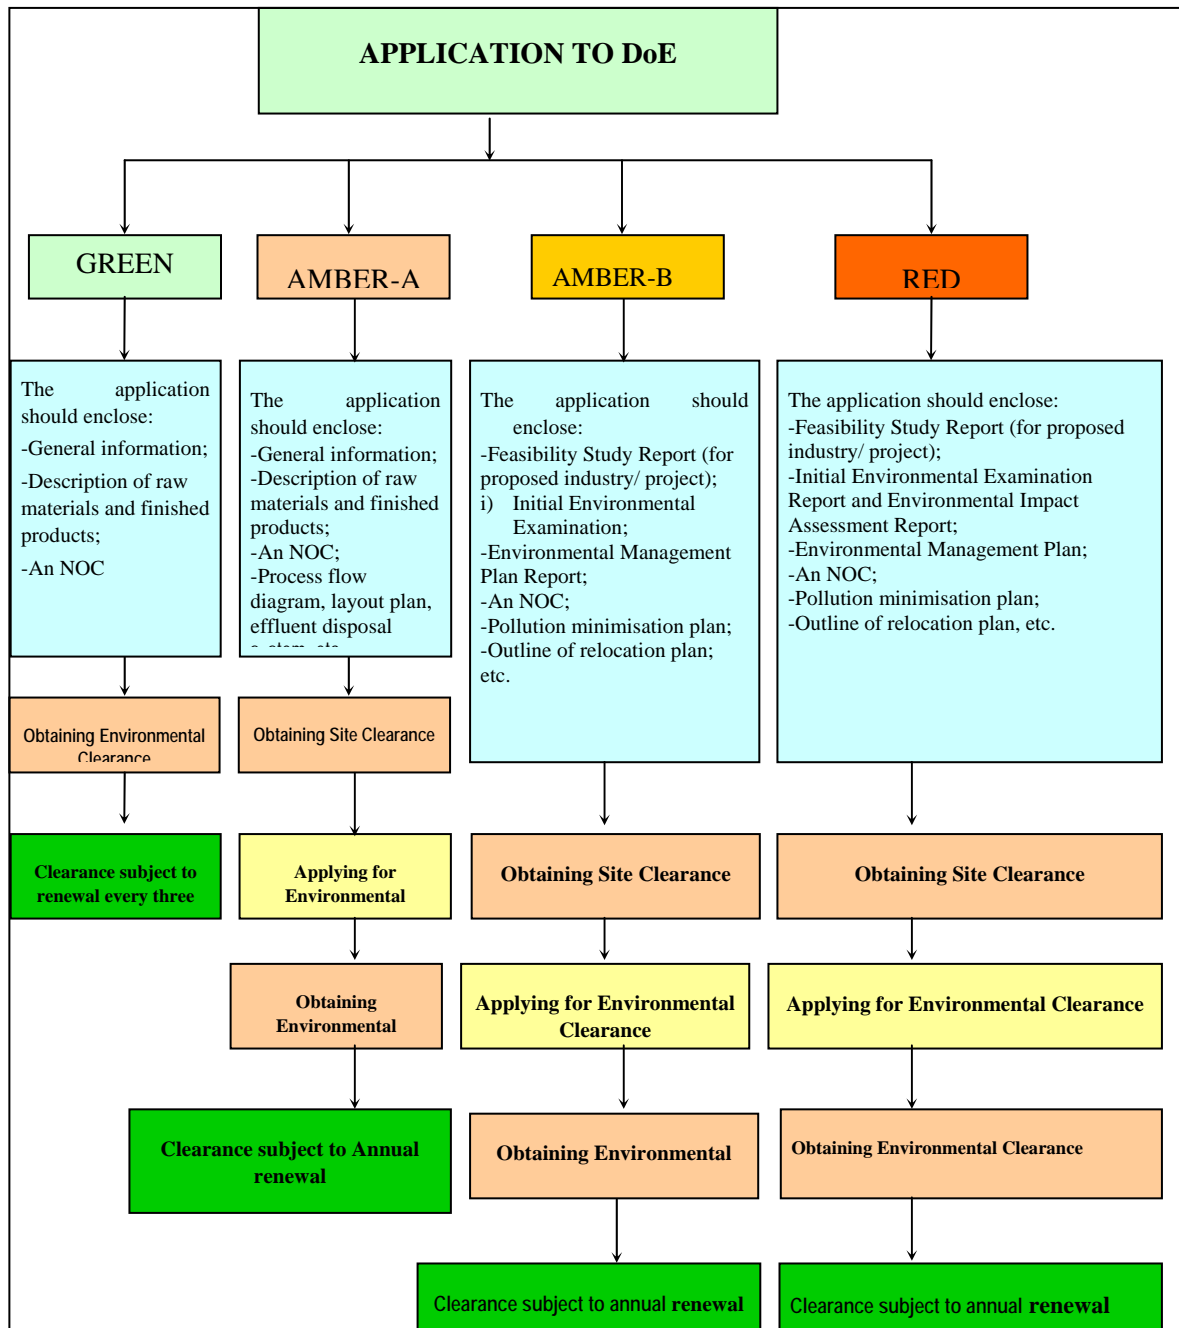 APPLICATION TO DoE
GREEN
AMBER-A
AMBER-B
RED
The application
should enclose:
-General information;
-Description of raw
materials and finished
products;
-An NOC
The application
should enclose:
-General information;
-Description of raw
materials and finished
products;
-An NOC;
-Process flow
diagram, layout plan,
effluent disposal
The application should
enclose:
-Feasibility Study Report (for
proposed industry/ project);
i) Initial Environmental
Examination;
-Environmental Management
Plan Report;
-An NOC;
-Pollution minimisation plan;
-Outline of relocation plan;
etc.
The application should enclose:
-Feasibility Study Report (for proposed
industry/ project);
-Initial Environmental Examination
Report and Environmental Impact
Assessment Report;
-Environmental Management Plan;
-An NOC;
-Pollution minimisation plan;
-Outline of relocation plan, etc.
Obtaining Environmental
Clearance
Obtaining Site Clearance
Clearance subject to
renewal every three
Applying for
Environmental
Obtaining Site Clearance
Obtaining Site Clearance
Obtaining
Environmental
Applying for Environmental
Clearance
Applying for Environmental Clearance
Clearance subject to Annual
renewal
Obtaining Environmental
Obtaining Environmental Clearance
Clearance subject to annual renewal
Clearance subject to annual renewal